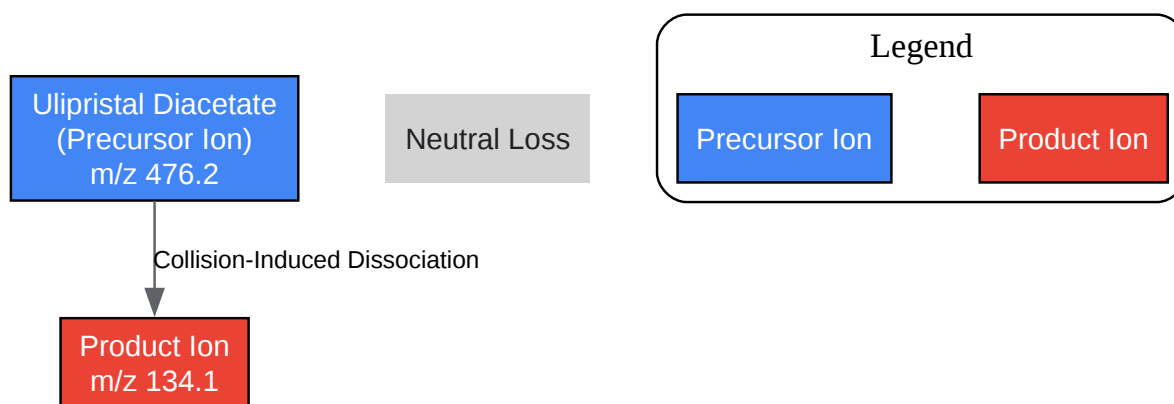 Ulipristal Diacetate
(Precursor Ion)
m/z 476.2
Neutral Loss
Legend
Precursor Ion
Product Ion
Collision-Induced Dissociation
Product Ion
m/z 134.1